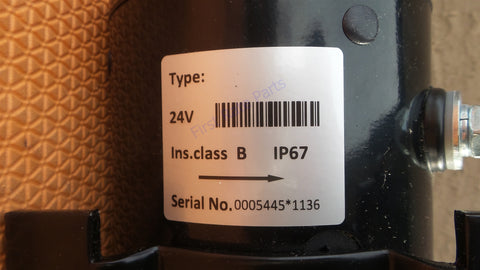 Type:
24V
Ins.class B IP67
Serial No.0005445*1136